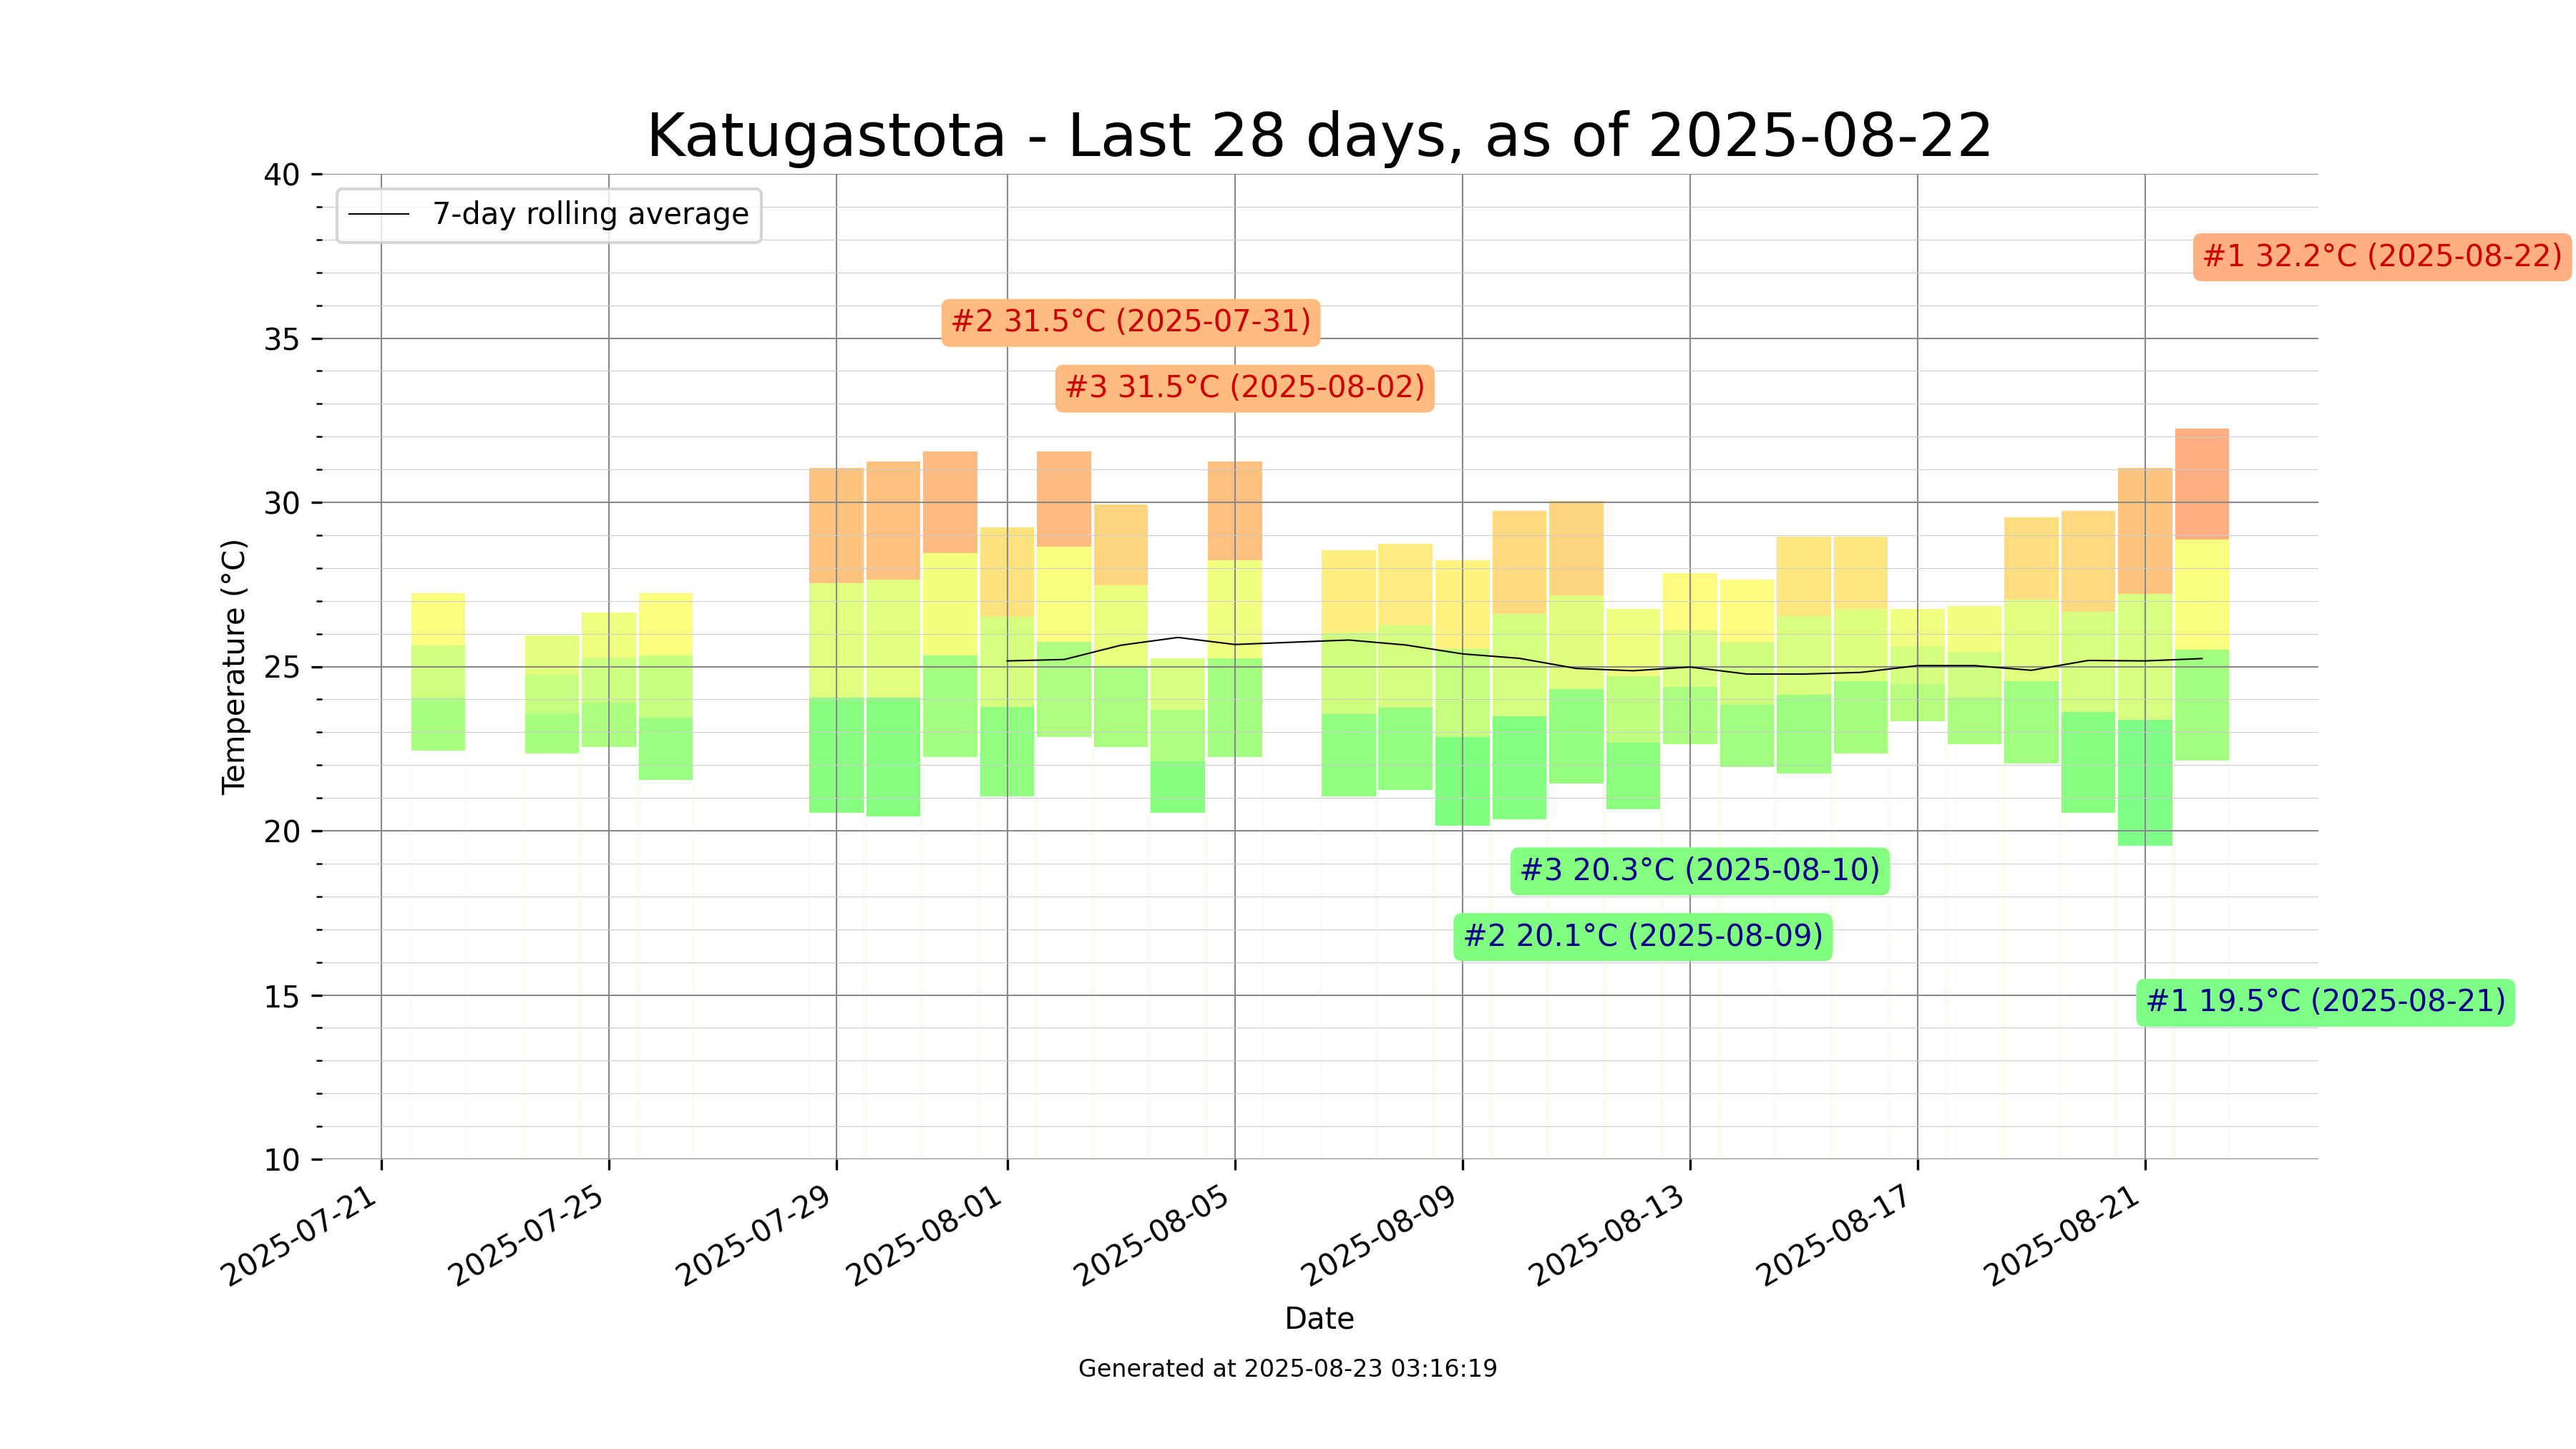 Katugastota - Last 28 days, as of 2025-08-22
7-day rolling average
#1 32.2°C (2025-08-22)
#2 31.5°C (2025-07-31)
#3 31.5°C (2025-08-02)
#3 20.3°C (2025-08-10)
#2 20.1°C (2025-08-09)
#1 19.5°C (2025-08-21)
Temperature (°C)
40
35
30
25
20
15
10
2025-07-21
2025-07-25
2025-07-29
2025-08-01
2025-08-05
2025-08-09
2025-08-13
2025-08-17
2025-08-21
Date
Generated at 2025-08-23 03:16:19